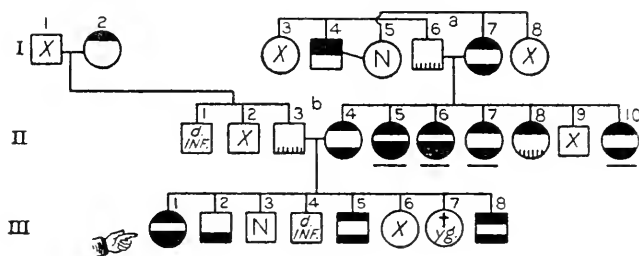 1 2 3 4 5 6 a 7 8
I X X N X
b
1 2 3 4 5 6 7 8 9 10
II d. INF. X X
1 2 3 4 5 6 7 8
III N d. INF. X † yg.